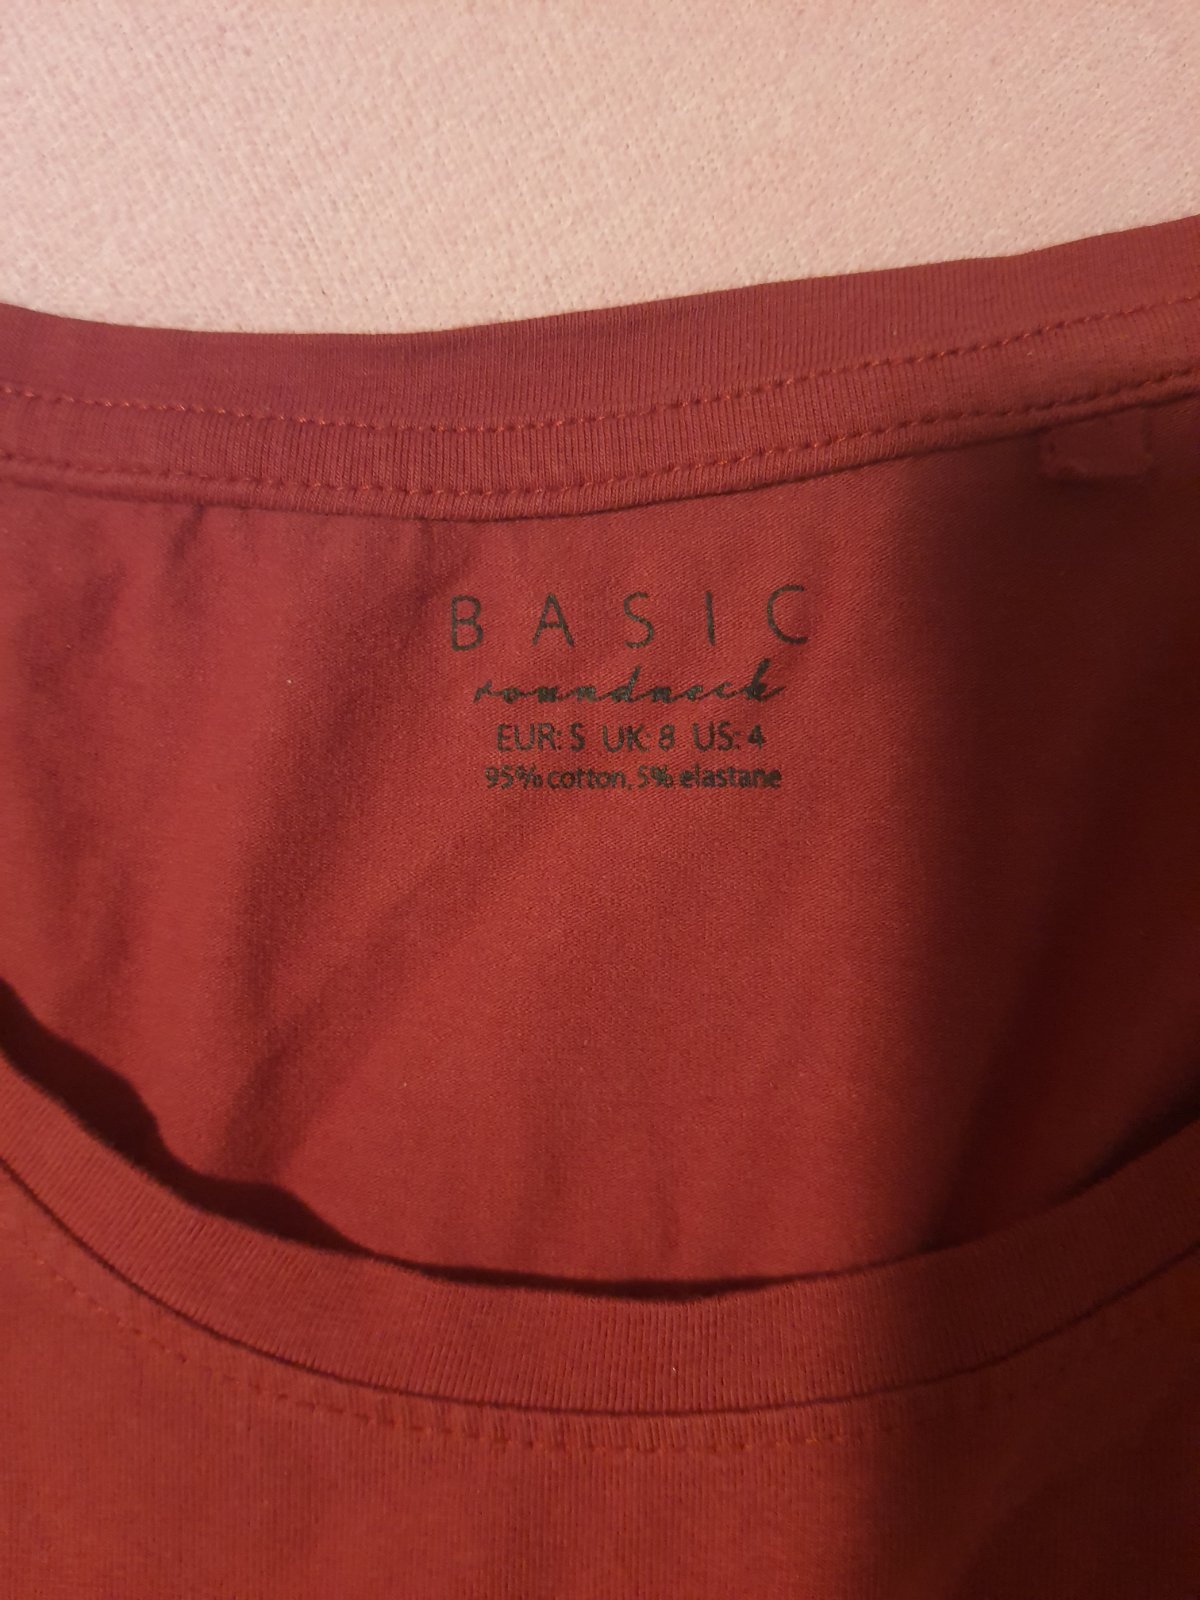 BASIC
roundneck
EUR: S UK: 8 US: 4
95% cotton, 5% elastane